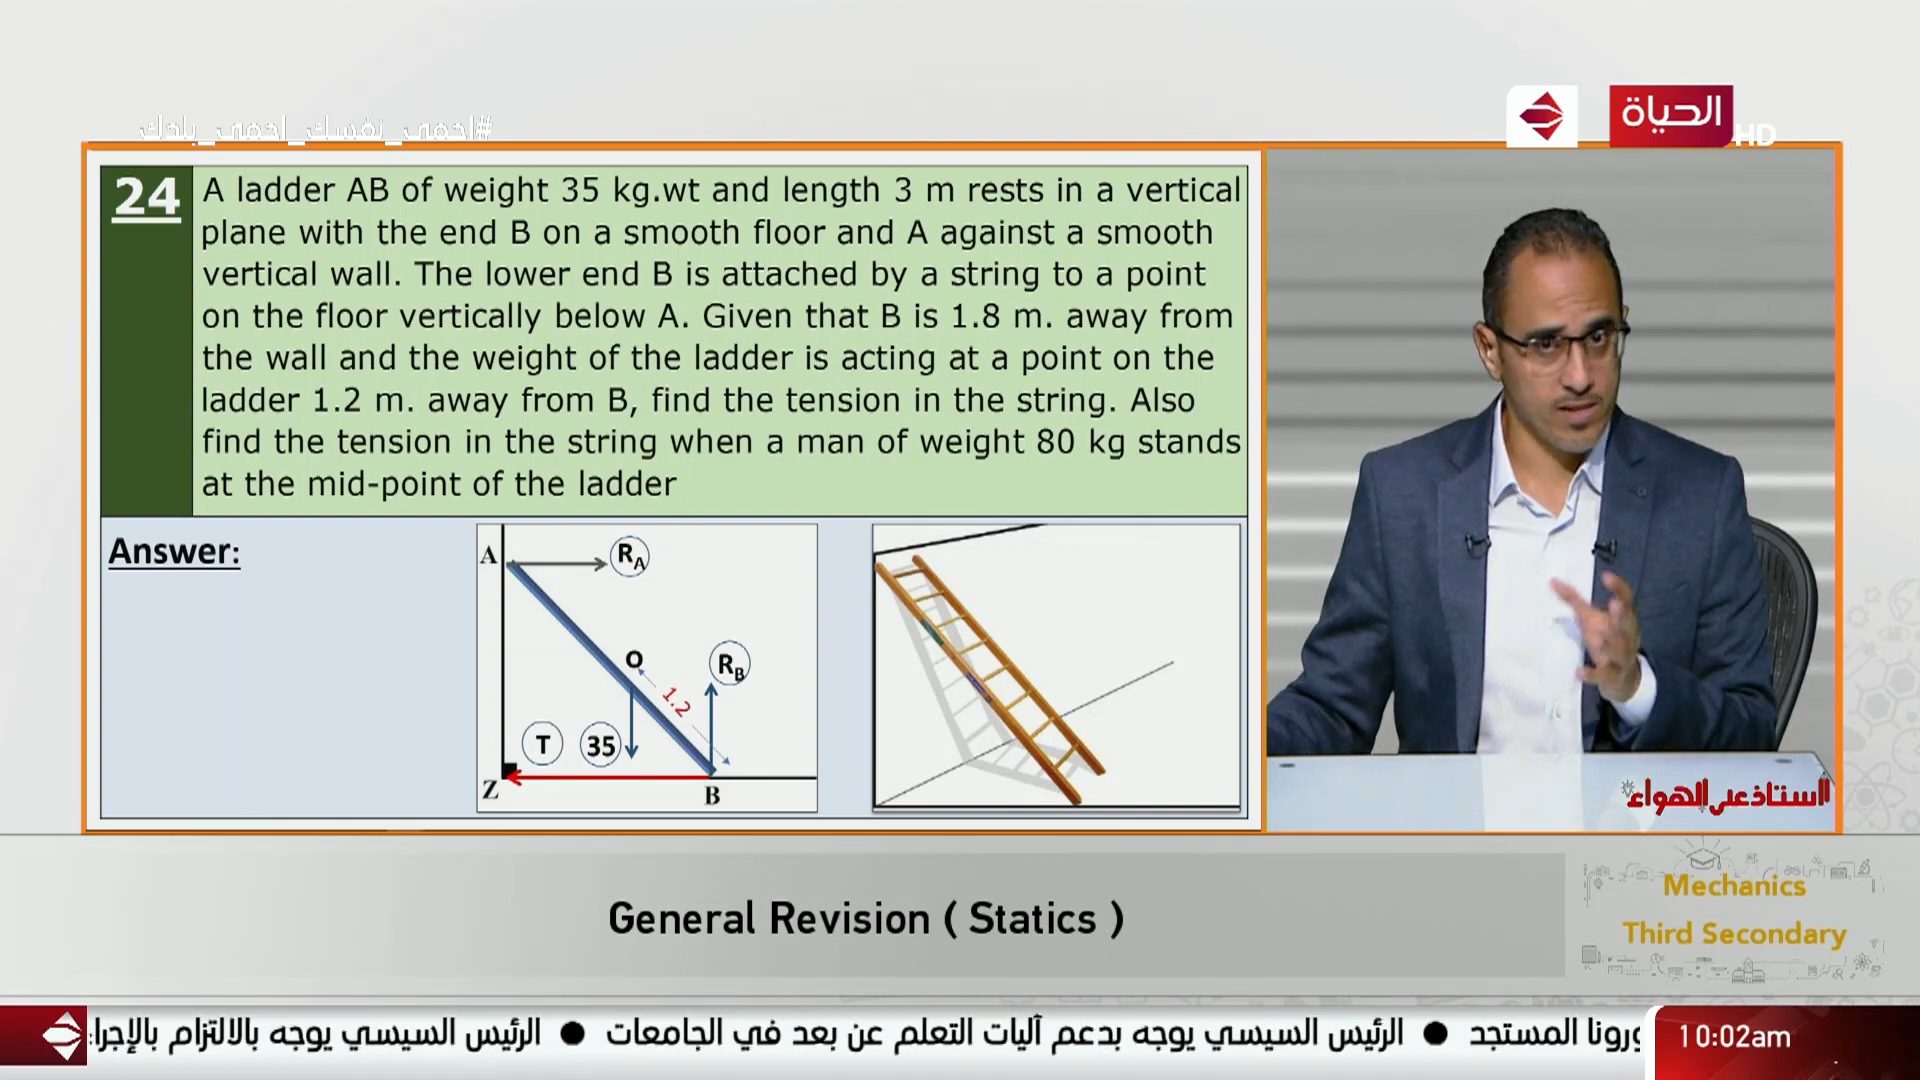 #احمي_نفسك_احمي_بلدك
الحياة
HD
24
A ladder AB of weight 35 kg.wt and length 3 m rests in a vertical
plane with the end B on a smooth floor and A against a smooth
vertical wall. The lower end B is attached by a string to a point
on the floor vertically below A. Given that B is 1.8 m. away from
the wall and the weight of the ladder is acting at a point on the
ladder 1.2 m. away from B, find the tension in the string. Also
find the tension in the string when a man of weight 80 kg stands
at the mid-point of the ladder
Answer:
A
RA
O
RB
1.2
T
35
Z
B
أستاذ على الهواء
General Revision ( Statics )
Mechanics
Third Secondary
ورونا المستجد ● الرئيس السيسي يوجه بدعم آليات التعلم عن بعد في الجامعات ● الرئيس السيسي يوجه بالالتزام
10:02am